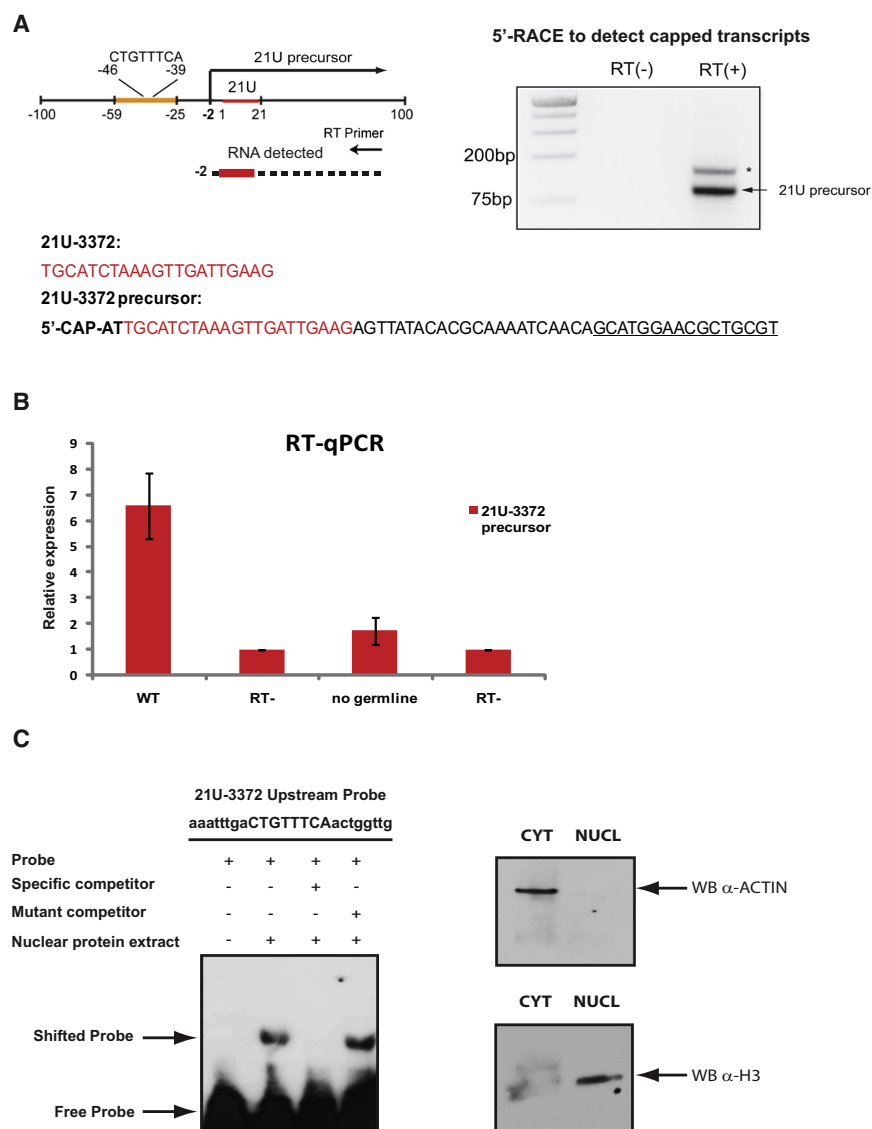 A
CTGTTTCA
-46 -39
21U precursor
21U
-100 -59 -25 -2 1 21 100
RT Primer
RNA detected
-2
5'-RACE to detect capped transcripts
RT(-) RT(+)
200bp
*
75bp
21U precursor
21U-3372:
TGCATCTAAAGTTGATTGAAG
21U-3372 precursor:
5'-CAP-ATTGCATCTAAAGTTGATTGAAGAGTTATACACGCAAAATCAACAGCATGGAACGCTGCGT
B
RT-qPCR
Relative expression
9
8
7
6
5
4
3
2
1
0
WT RT- no germline RT-
21U-3372
precursor
C
21U-3372 Upstream Probe
aaatttgaCTGTTTCAactggttg
Probe + + + +
Specific competitor - - + -
Mutant competitor - - - +
Nuclear protein extract - + + +
Shifted Probe
Free Probe
CYT NUCL
WB α-ACTIN
CYT NUCL
WB α-H3